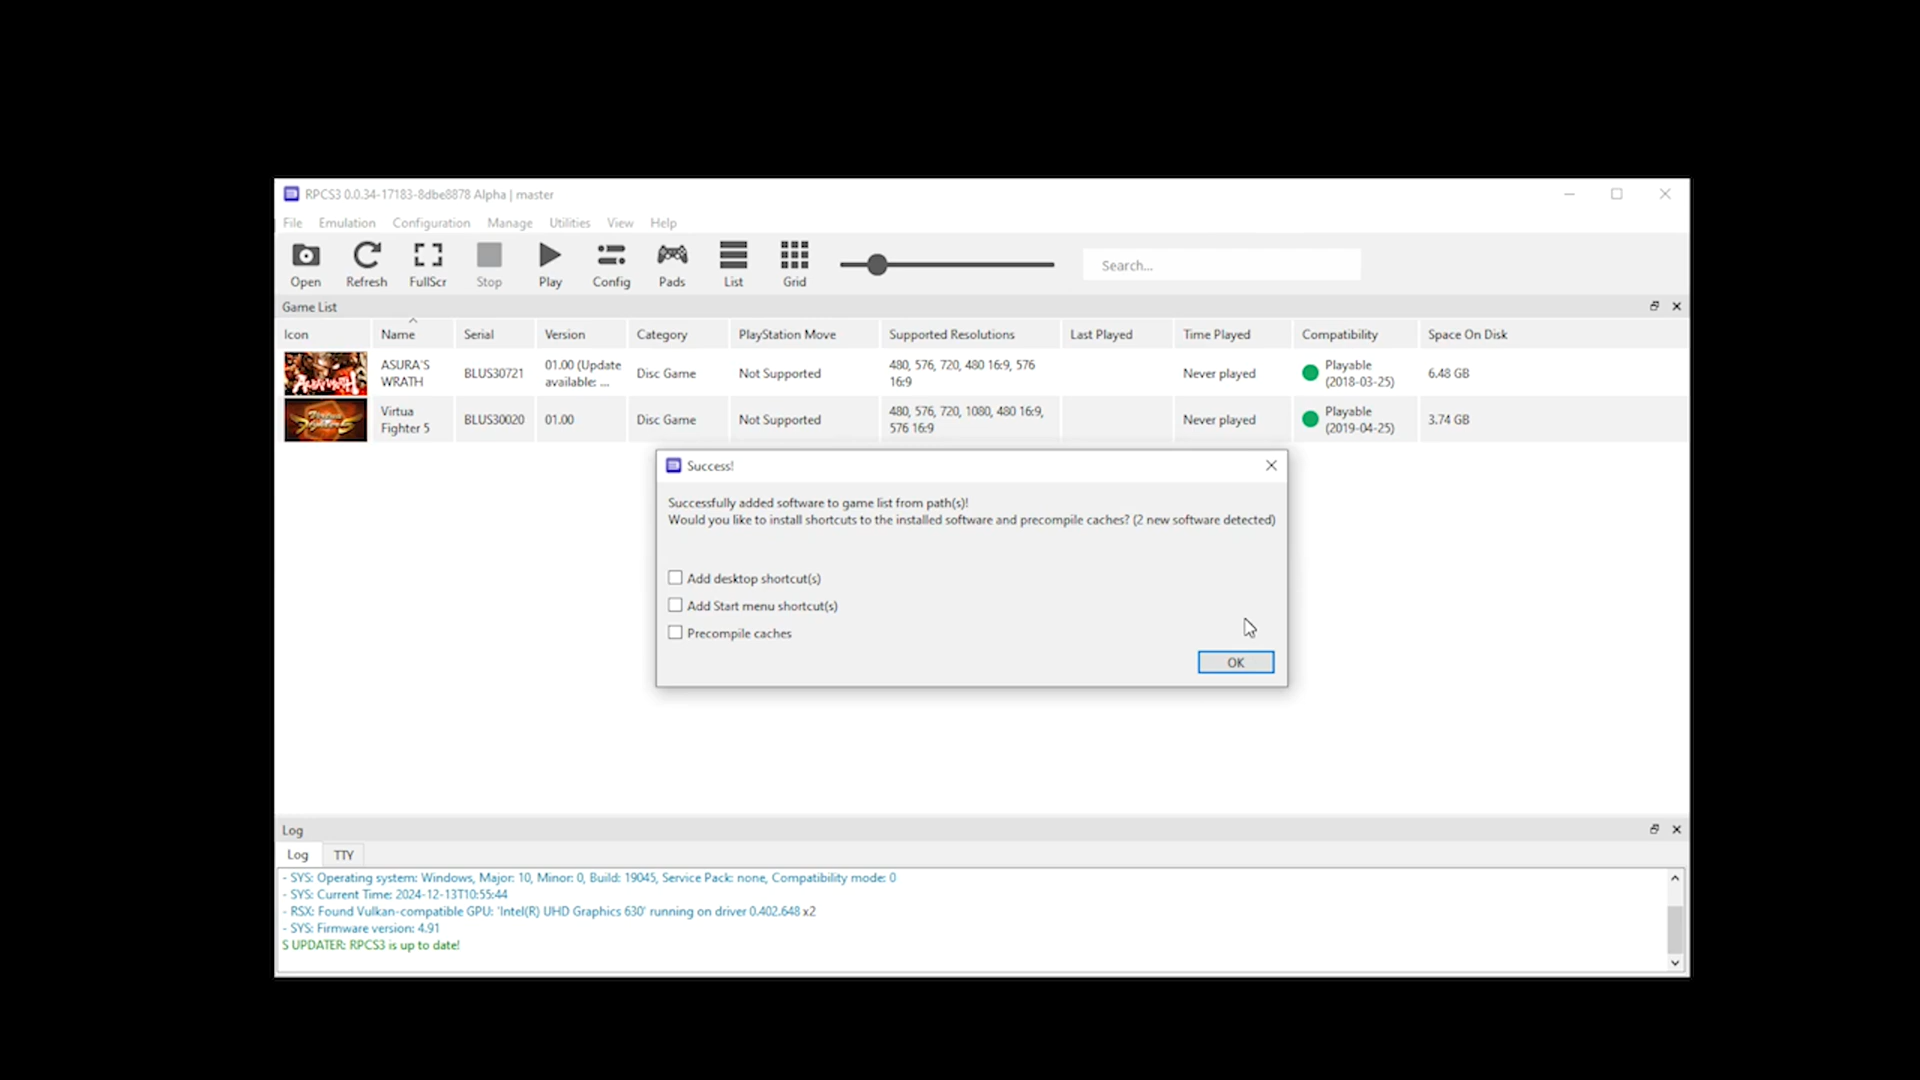 RPCS3 0.0.34-17183-8dbe8878 Alpha | master
File Emulation Configuration Manage Utilities View Help
Open Refresh FullScr Stop Play Config Pads List Grid Search...
Game List
Icon Name Serial Version Category PlayStation Move Supported Resolutions Last Played Time Played Compatibility Space On Disk
ASURA'S WRATH BLUS30721 01.00 (Update available: ... Disc Game Not Supported 480, 576, 720, 480 16:9, 576 16:9 Never played Playable (2018-03-25) 6.48 GB
Virtua Fighter 5 BLUS30020 01.00 Disc Game Not Supported 480, 576, 720, 1080, 480 16:9, 576 16:9 Never played Playable (2019-04-25) 3.74 GB
Success!
Successfully added software to game list from path(s)!
Would you like to install shortcuts to the installed software and precompile caches? (2 new software detected)
Add desktop shortcut(s)
Add Start menu shortcut(s)
Precompile caches
OK
Log
Log TTY
- SYS: Operating system: Windows, Major: 10, Minor: 0, Build: 19045, Service Pack: none, Compatibility mode: 0
- SYS: Current Time: 2024-12-13T10:55:44
- RSX: Found Vulkan-compatible GPU: 'Intel(R) UHD Graphics 630' running on driver 0.402.648 x2
- SYS: Firmware version: 4.91
S UPDATER: RPCS3 is up to date!